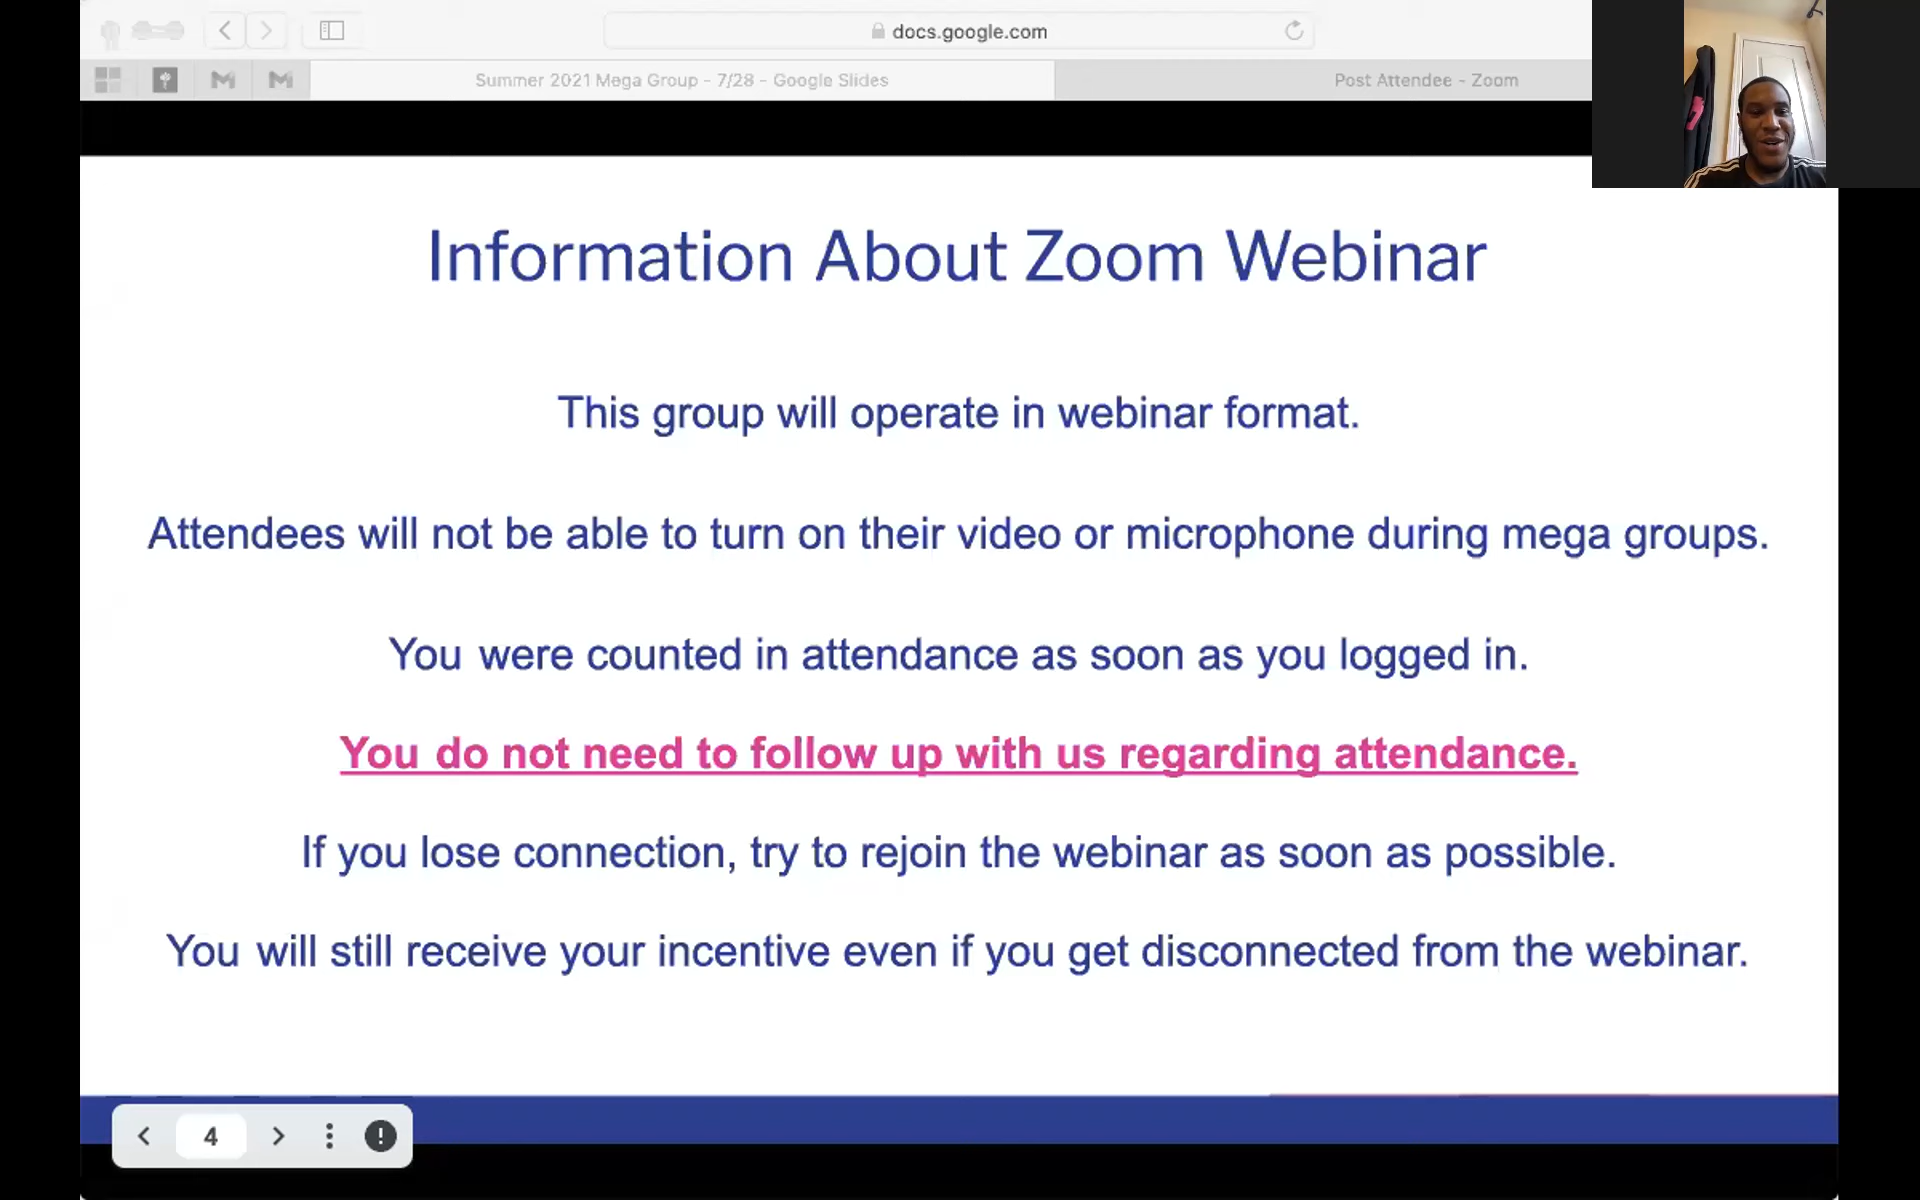 docs.google.com
Summer 2021 Mega Group - 7/28 - Google Slides
Post Attendee - Zoom
Information About Zoom Webinar
This group will operate in webinar format.
Attendees will not be able to turn on their video or microphone during mega groups.
You were counted in attendance as soon as you logged in.
You do not need to follow up with us regarding attendance.
If you lose connection, try to rejoin the webinar as soon as possible.
You will still receive your incentive even if you get disconnected from the webinar.
4